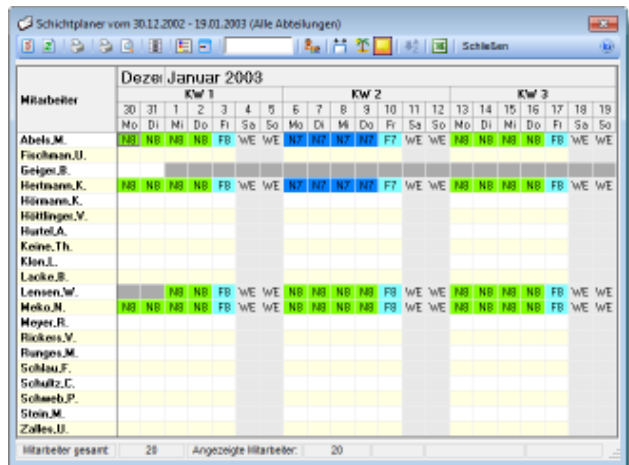 Schichtplaner vom 30.12.2002 - 19.01.2003 (Alle Abteilungen)
Schließen
Dezei Januar 2003
Mitarbeiter KW 1 KW 2 KW 3
30 31 1 2 3 4 5 6 7 8 9 10 11 12 13 14 15 16 17 18 19
Mo Di Mi Do Fr Sa So Mo Di Mi Do Fr Sa So Mo Di Mi Do Fr Sa So
Abels,M. N8 N8 N8 N8 F8 WE WE N7 N7 N7 N7 F7 WE WE N8 N8 N8 N8 F8 WE WE
Fischman,U.
Geiger,B.
Hertmann,K. N8 N8 N8 N8 F8 WE WE N7 N7 N7 N7 F7 WE WE N8 N8 N8 N8 F8 WE WE
Hörmann,K.
Höttlinger,V.
Hurtel,A.
Keine,Th.
Klon,L.
Lacke,B.
Lensen,W. N8 N8 F8 WE WE N8 N8 N8 N8 F8 WE WE N8 N8 N8 N8 F8 WE WE
Meko,N. N8 N8 N8 N8 F8 WE WE N8 N8 N8 N8 F8 WE WE N8 N8 N8 N8 F8 WE WE
Meyer,R.
Rickers,V.
Runges,M.
Schlau,F.
Schultz,C.
Schweb,P.
Stein,M.
Zalles,U.
Mitarbeiter gesamt: 20 Angezeigte Mitarbeiter: 20